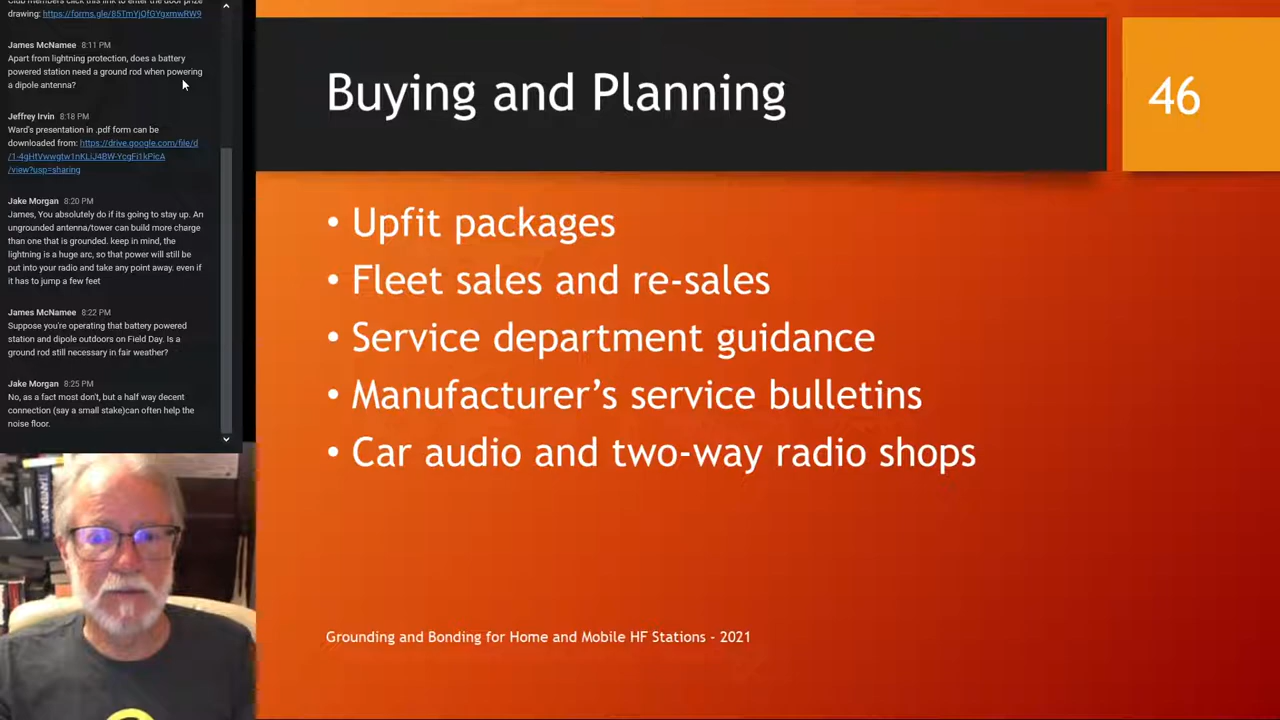 Club members click this link to enter the door prize
drawing: https://forms.gle/85TmYjQfGYgxmwRW9
James McNamee 8:11 PM
Apart from lightning protection, does a battery
powered station need a ground rod when powering
a dipole antenna?
Jeffrey Irvin 8:18 PM
Ward's presentation in .pdf form can be
downloaded from: https://drive.google.com/file/d
/1-4gHtVwwgtw1nKLiJ4BW-YcgFi1kPicA
/view?usp=sharing
Jake Morgan 8:20 PM
James, You absolutely do if its going to stay up. An
ungrounded antenna/tower can build more charge
than one that is grounded. keep in mind, the
lightning is a huge arc, so that power will still be
put into your radio and take any point away. even if
it has to jump a few feet
James McNamee 8:22 PM
Suppose you're operating that battery powered
station and dipole outdoors on Field Day. Is a
ground rod still necessary in fair weather?
Jake Morgan 8:25 PM
No, as a fact most don't, but a half way decent
connection (say a small stake)can often help the
noise floor.
Buying and Planning
46
• Upfit packages
• Fleet sales and re-sales
• Service department guidance
• Manufacturer’s service bulletins
• Car audio and two-way radio shops
Grounding and Bonding for Home and Mobile HF Stations - 2021